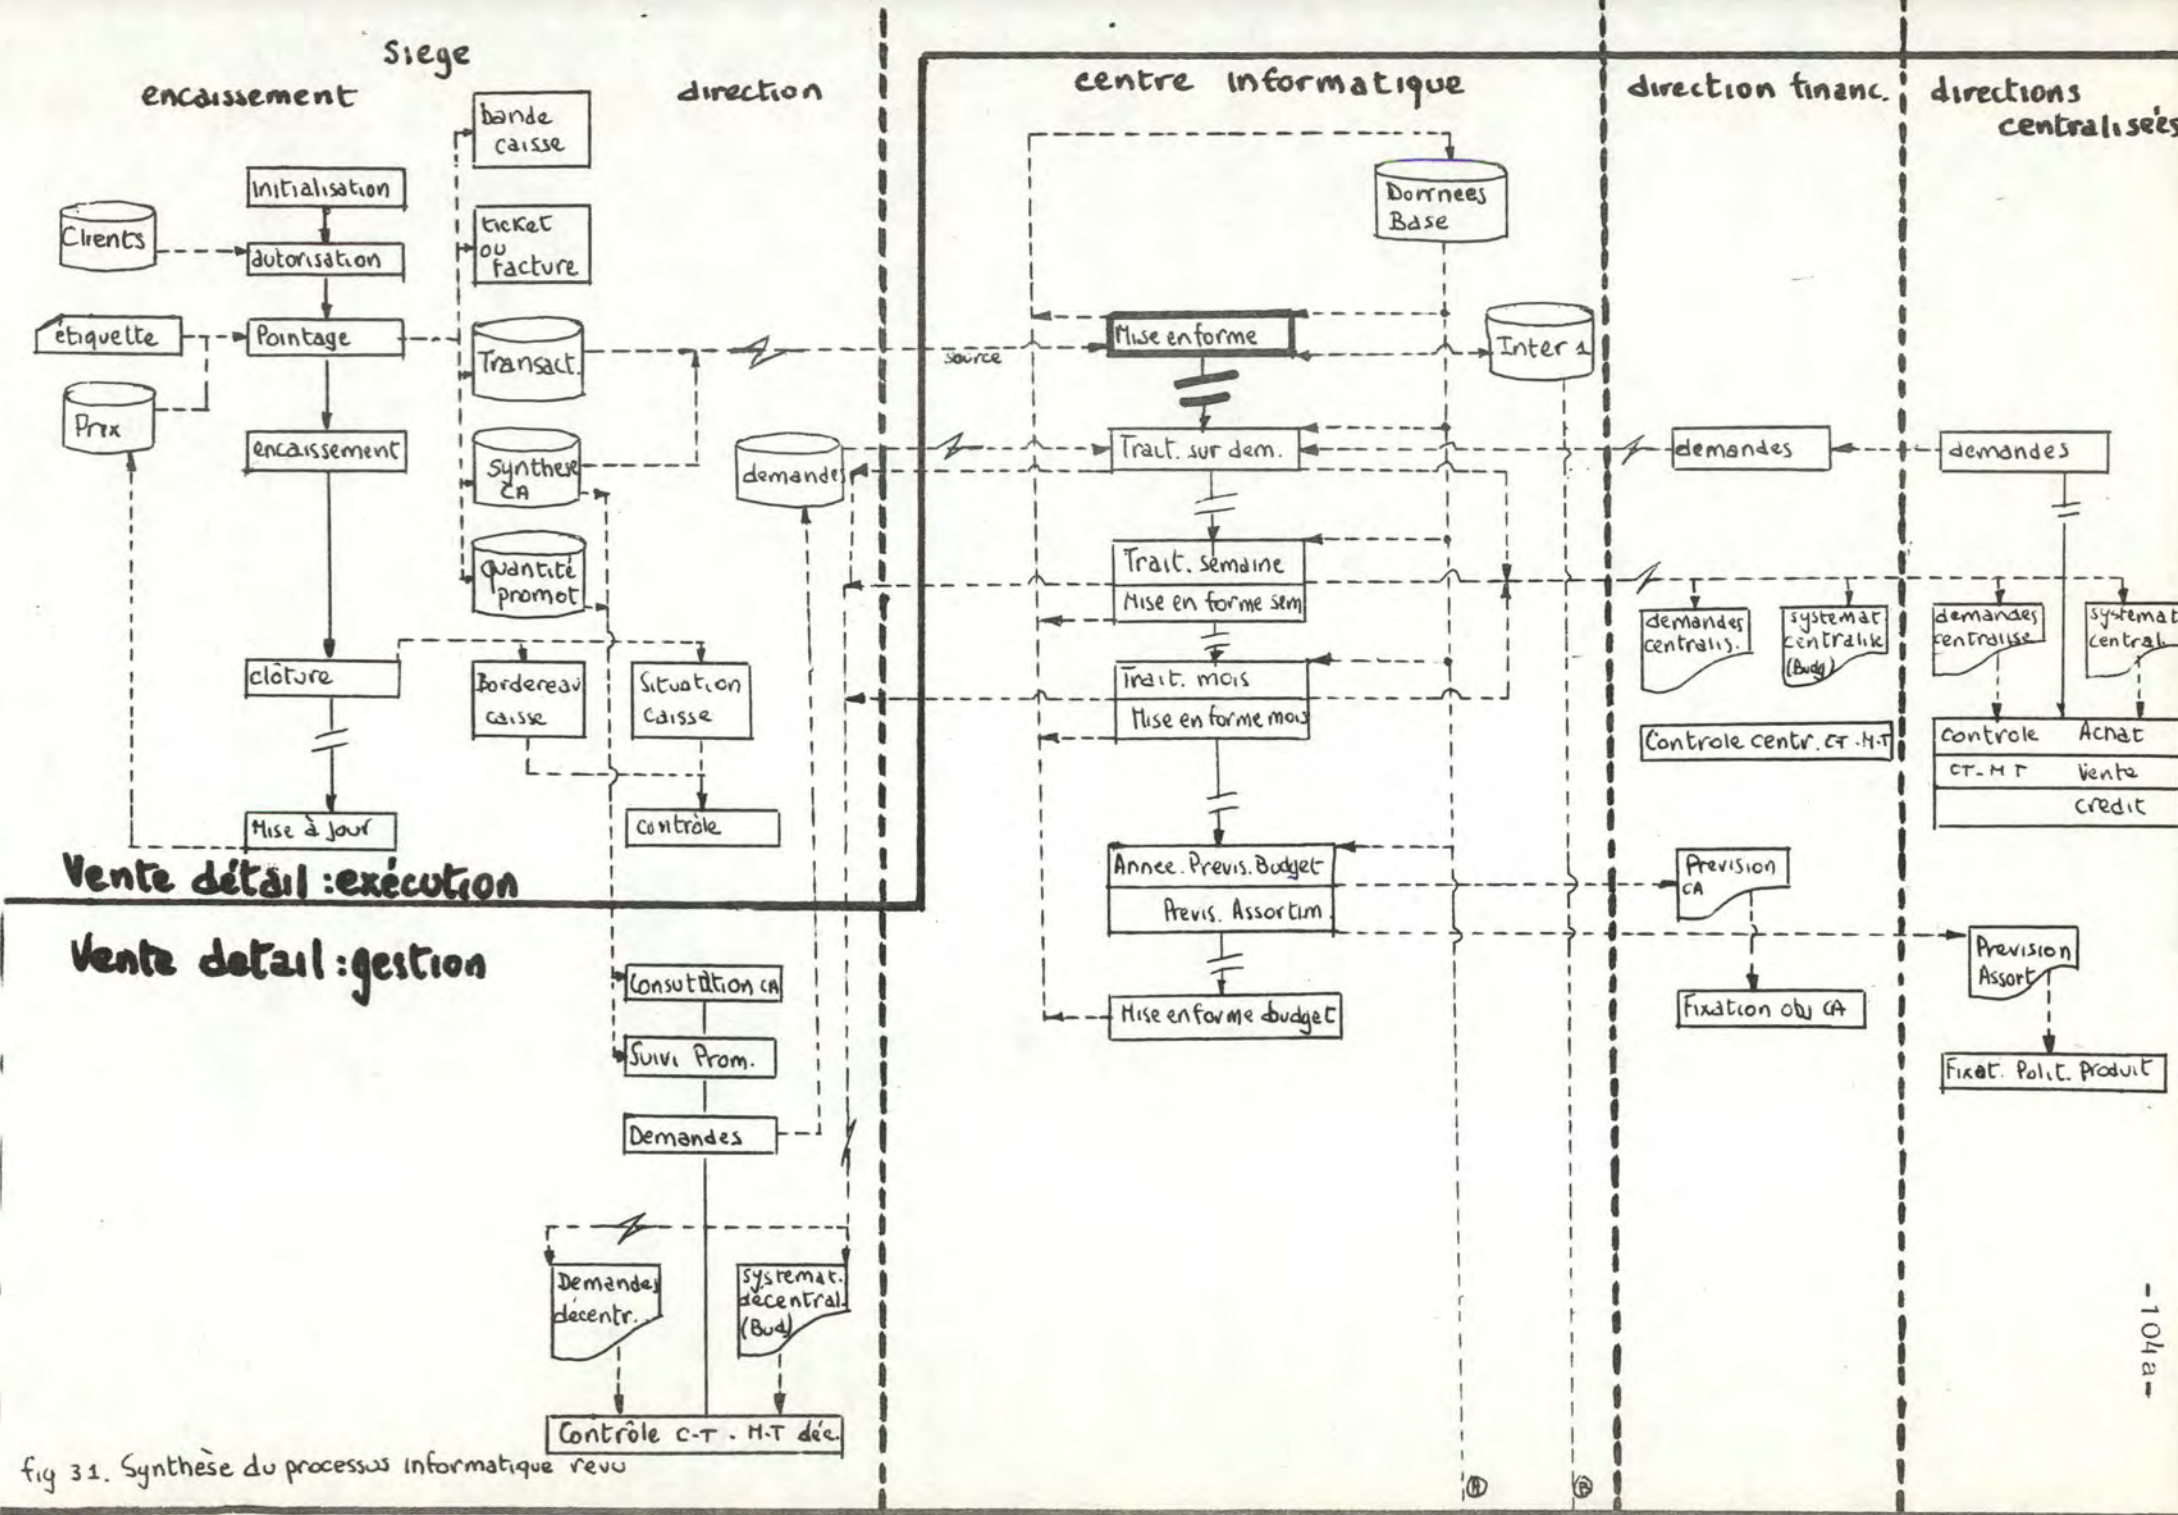 Siege
encaissement
direction
centre informatique
direction financ.
directions
centralisées
bande
caisse
Initialisation
Clients
autorisation
ticket
ou
facture
étiquette
Pointage
Transact.
Prix
encaissement
Synthese
CA
demandes
quantité
promot
clôture
Bordereau
caisse
Situation
Caisse
Mise à jour
contrôle
Vente détail : exécution
Vente detail : gestion
Consultation CA
Suivi Prom.
Demandes
Demandes
décentr..
systemat.
decentral.
(Bud)
Contrôle C-T . M-T déc.
Donnees
Base
source
Mise en forme
Inter 1
Trait. sur dem.
Trait. semaine
Mise en forme sem
Trait. mois
Mise en forme mois
Annee. Previs. Budget
Previs. Assortim.
Mise en forme budget
A
B
demandes
demandes
centralis.
systemat
centralis
(Budg)
Controle centr. CT - M-T
Prevision
CA
Fixation obj CA
demandes
demandes
centralise
systemat
central
controle Achat
CT - M T Vente
credit
Prevision
Assort
Fixat. Polit. Produit
-104a-
fig 31. Synthèse du processus informatique revu